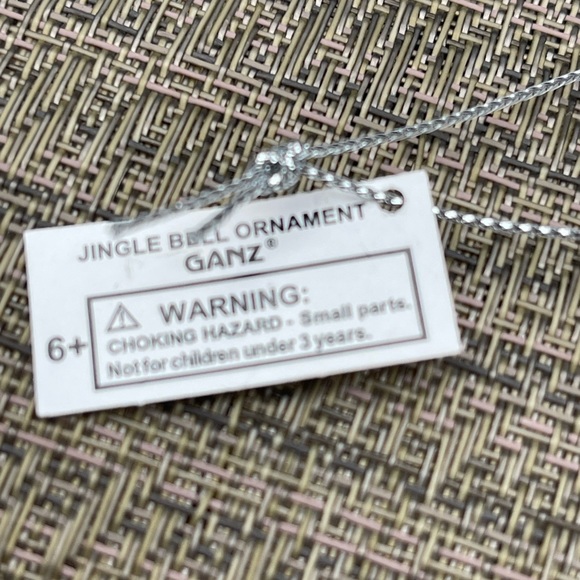 JINGLE BELL ORNAMENT
GANZ®
6+
⚠ WARNING:
CHOKING HAZARD - Small parts.
Not for children under 3 years.